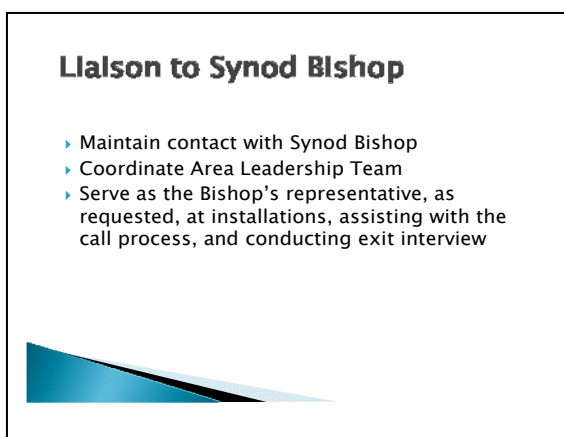 Liaison to Synod Bishop
Maintain contact with Synod Bishop
Coordinate Area Leadership Team
Serve as the Bishop's representative, as
requested, at installations, assisting with the
call process, and conducting exit interview